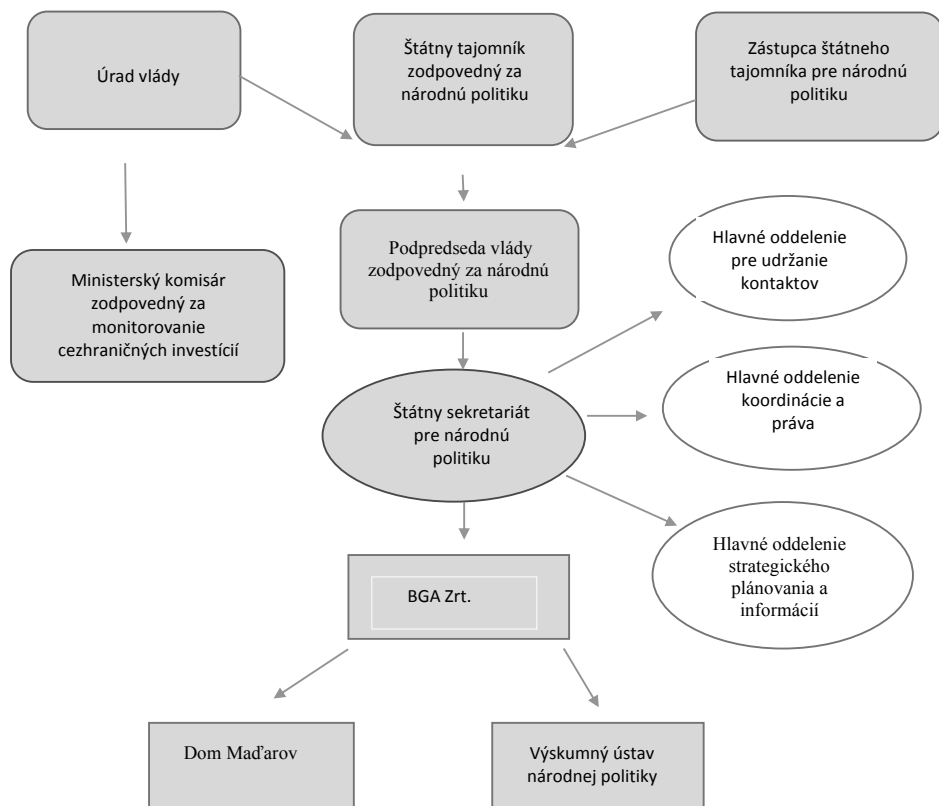 Úrad vlády
Štátny tajomník
zodpovedný za
národnú politiku
Zástupca štátneho
tajomníka pre národnú
politiku
Ministerský komisár
zodpovedný za
monitorovanie
cezhraničných investícií
Podpredseda vlády
zodpovedný za národnú
politiku
Hlavné oddelenie
pre udržanie
kontaktov
Štátny sekretariát
pre národnú
politiku
Hlavné oddelenie
koordinácie a
práva
Hlavné oddelenie
strategického
plánovania a
informácií
BGA Zrt.
Dom Maďarov
Výskumný ústav
národnej politiky